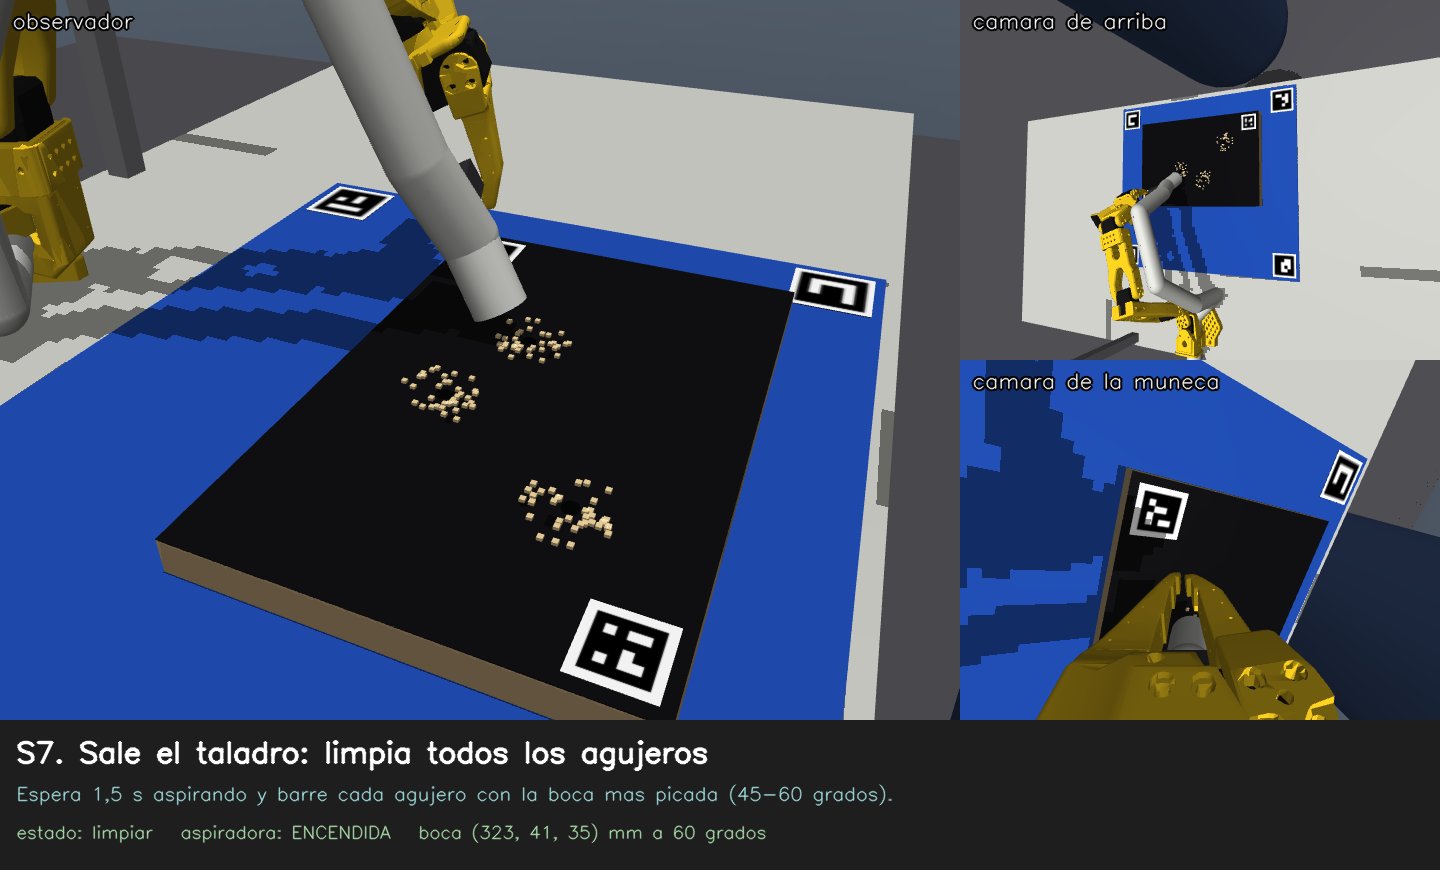 observador
camara de arriba
camara de la muneca
S7. Sale el taladro: limpia todos los agujeros
Espera 1,5 s aspirando y barre cada agujero con la boca mas picada (45-60 grados).
estado: limpiar aspiradora: ENCENDIDA boca (323, 41, 35) mm a 60 grados